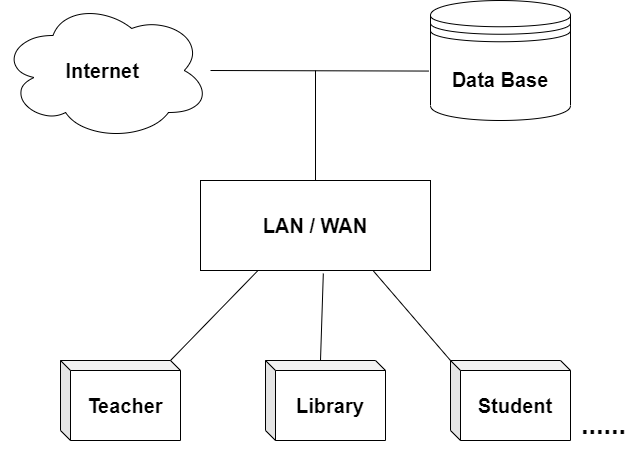 Internet
Data Base
LAN / WAN
Teacher
Library
Student
......